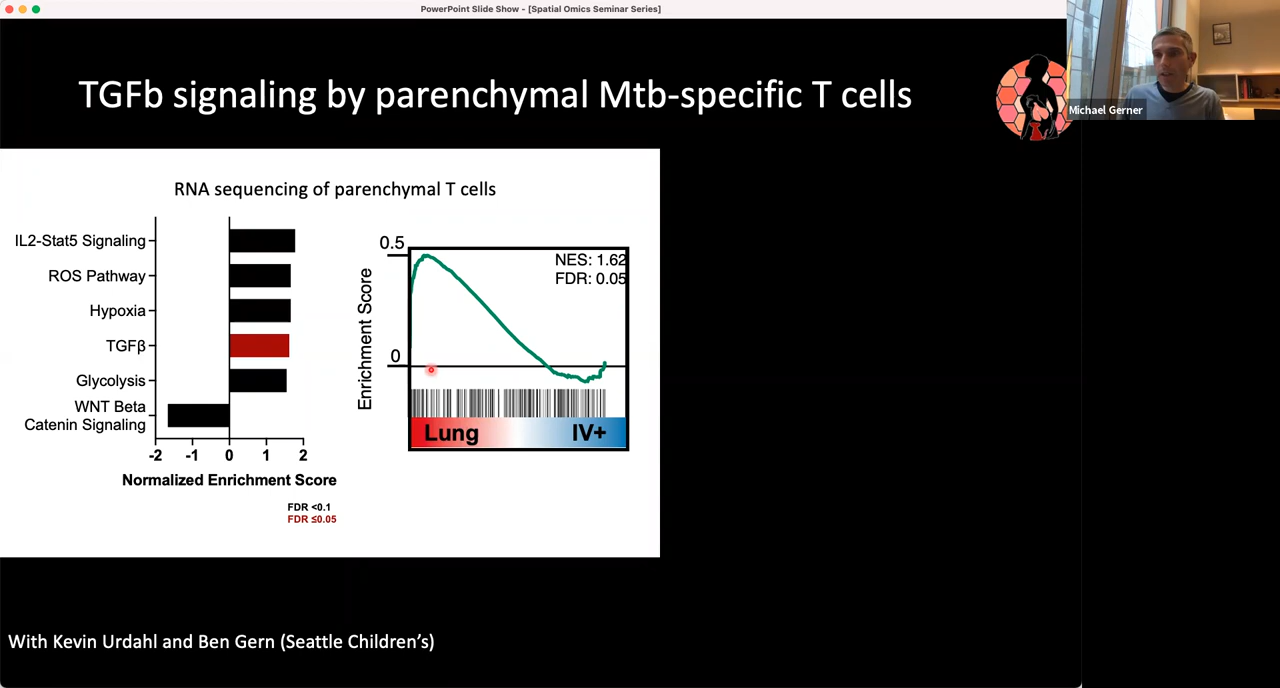 PowerPoint Slide Show - [Spatial Omics Seminar Series]
TGFb signaling by parenchymal Mtb-specific T cells
Michael Gerner
RNA sequencing of parenchymal T cells
IL2-Stat5 Signaling
ROS Pathway
Hypoxia
TGFβ
Glycolysis
WNT Beta
Catenin Signaling
-2 -1 0 1 2
Normalized Enrichment Score
FDR <0.1
FDR ≤0.05
0.5
0
Enrichment Score
NES: 1.62
FDR: 0.05
Lung IV+
With Kevin Urdahl and Ben Gern (Seattle Children's)